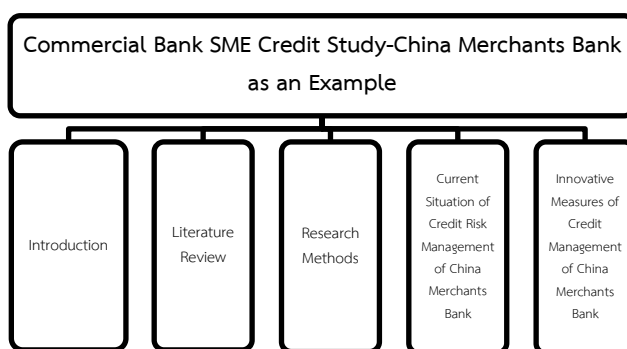 Commercial Bank SME Credit Study-China Merchants Bank
as an Example
Introduction
Literature
Review
Research
Methods
Current
Situation of
Credit Risk
Management
of China
Merchants
Bank
Innovative
Measures of
Credit
Management
of China
Merchants
Bank